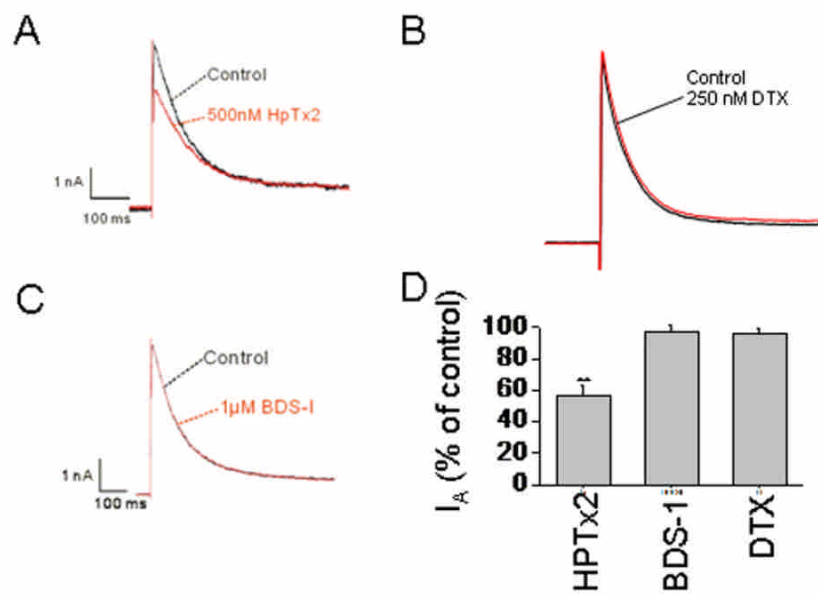 A
Control
500nM HpTx2
1 nA
100 ms
B
Control
250 nM DTX
C
Control
1μM BDS-I
1 nA
100 ms
D
I_A (% of control)
100
80
60
40
20
0
**
HPTx2
BDS-1
DTX